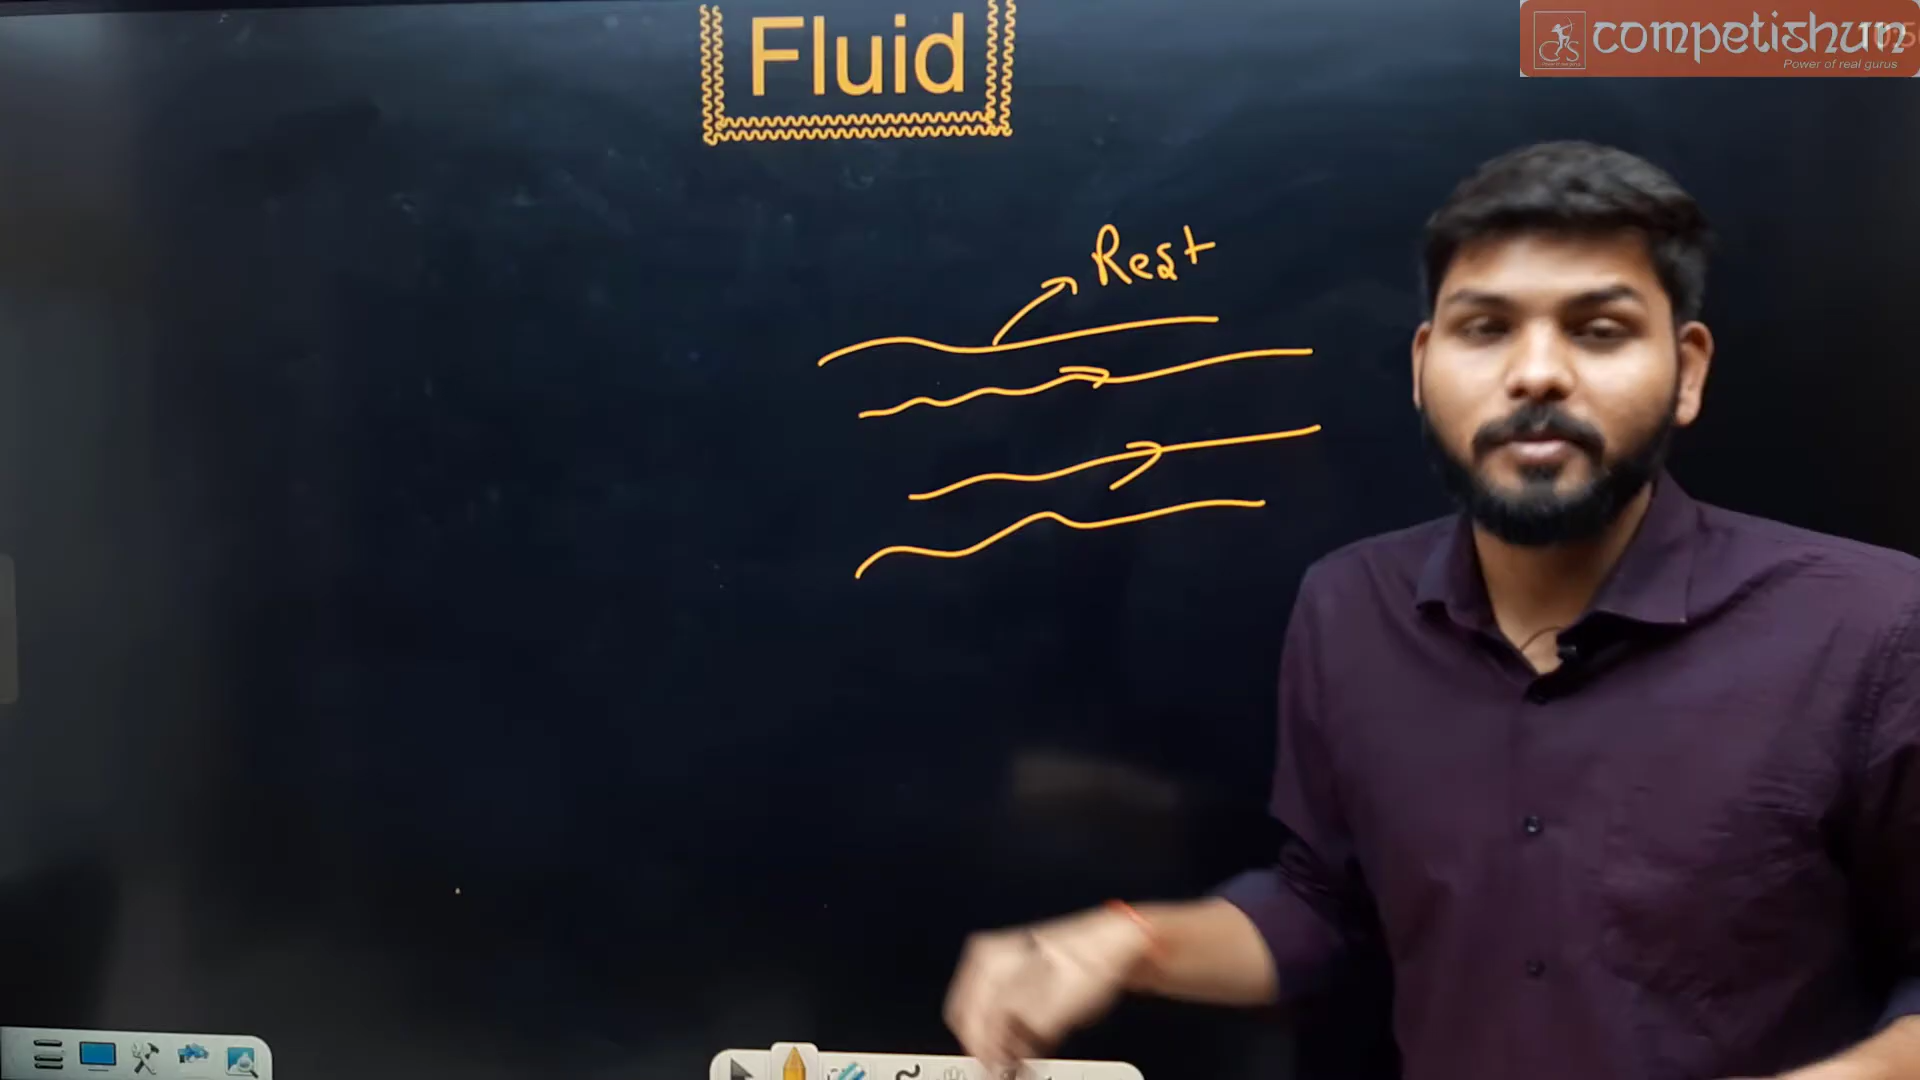 Fluid
competishun
Power of real gurus
Rest